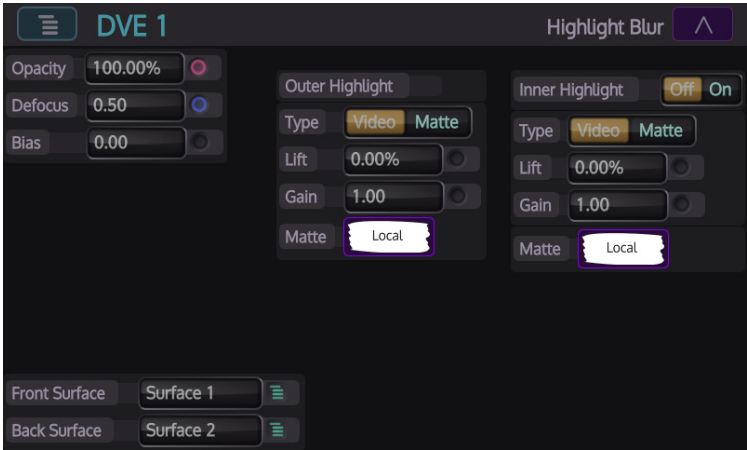 DVE 1
Highlight Blur
Opacity 100.00%
Defocus 0.50
Bias 0.00
Outer Highlight
Type Video Matte
Lift 0.00%
Gain 1.00
Matte Local
Inner Highlight Off On
Type Video Matte
Lift 0.00%
Gain 1.00
Matte Local
Front Surface Surface 1
Back Surface Surface 2